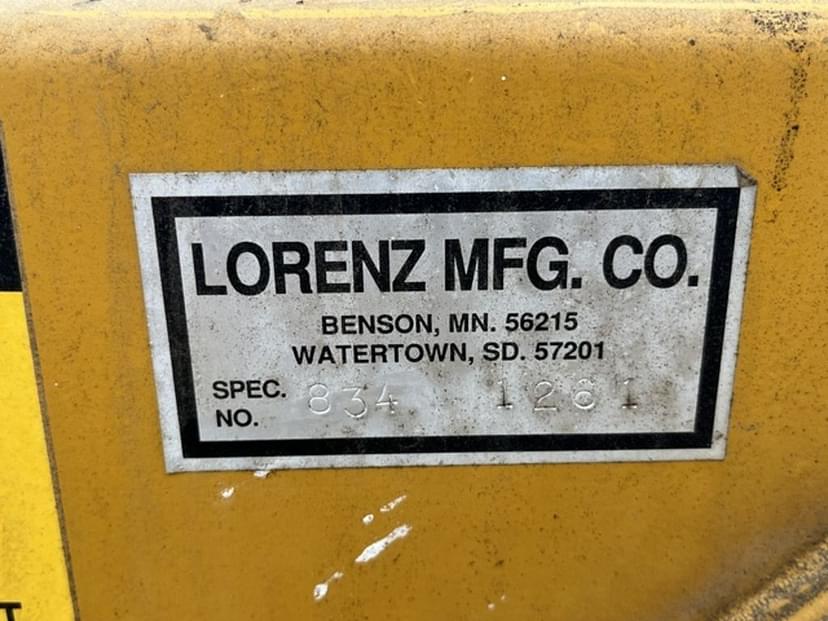 LORENZ MFG. CO.
BENSON, MN. 56215
WATERTOWN, SD. 57201
SPEC. NO. 834 1261